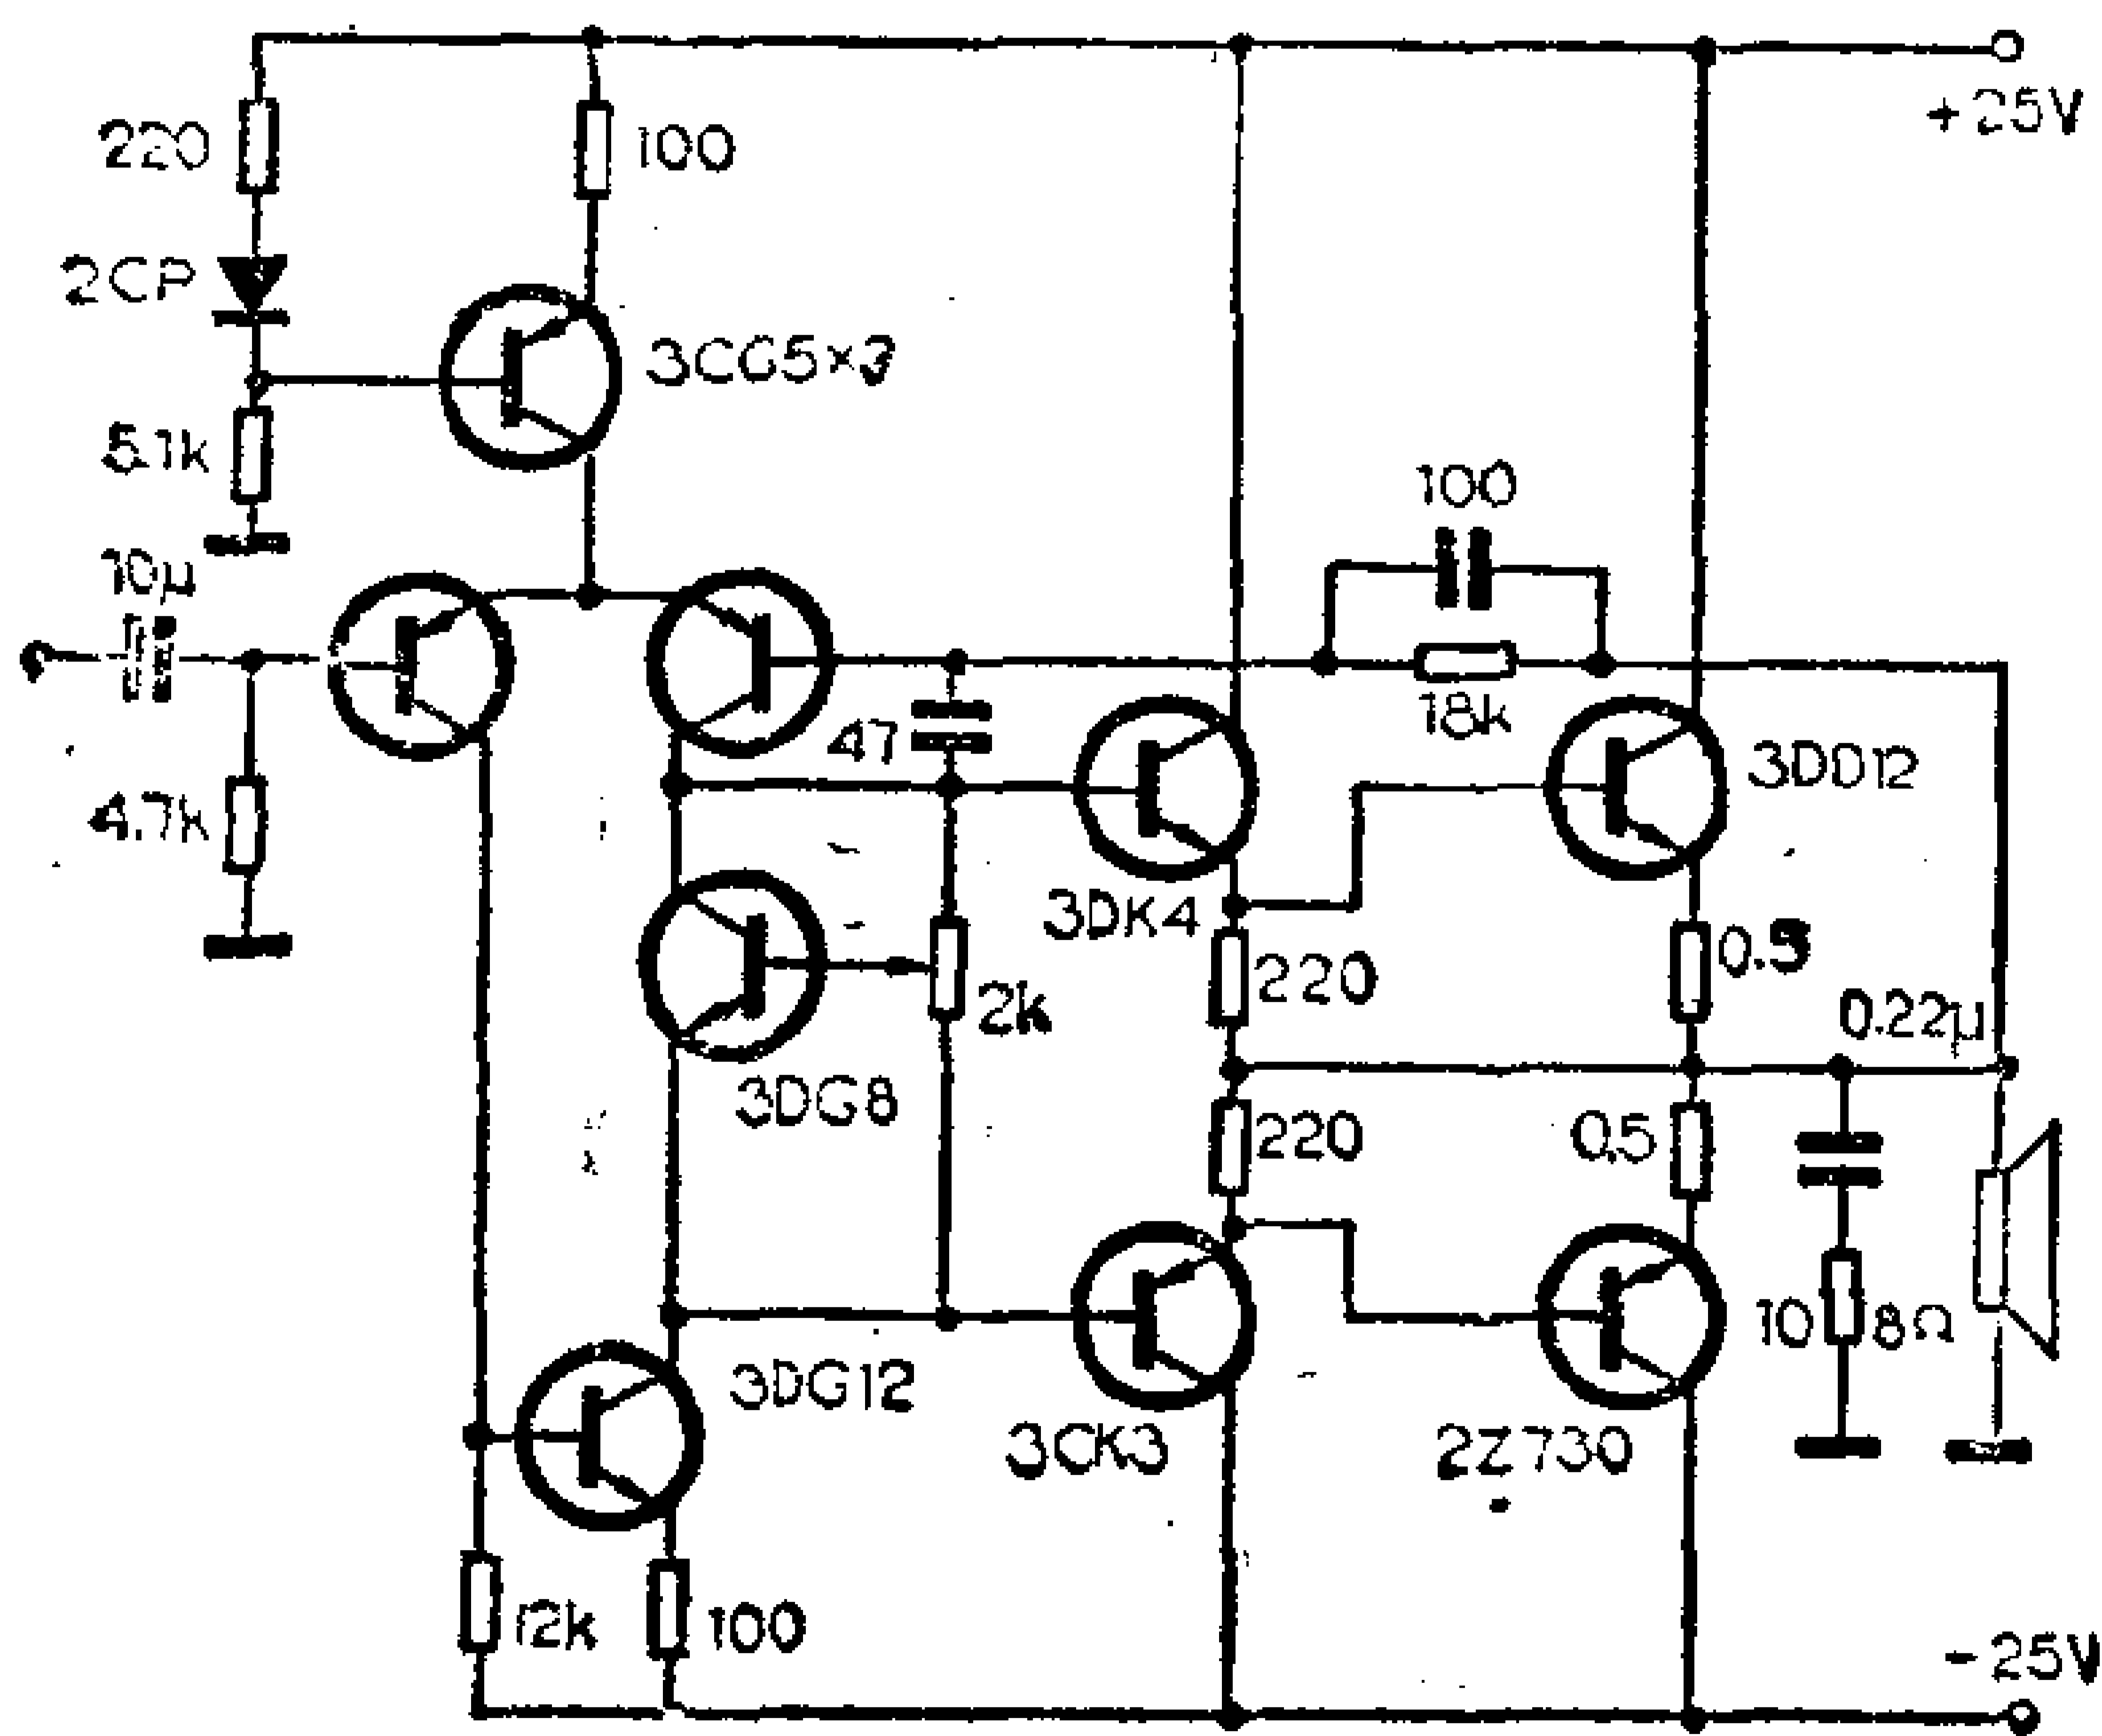 +25V
220
100
2CP
3CG5×3
5.1k
100
10μ
18k
47
3DD12
4.7k
3DK4
0.5
220
2k
0.22μ
3DG8
220
0.5
10
8Ω
3DG12
3CK3
2Z730
12k
100
-25V